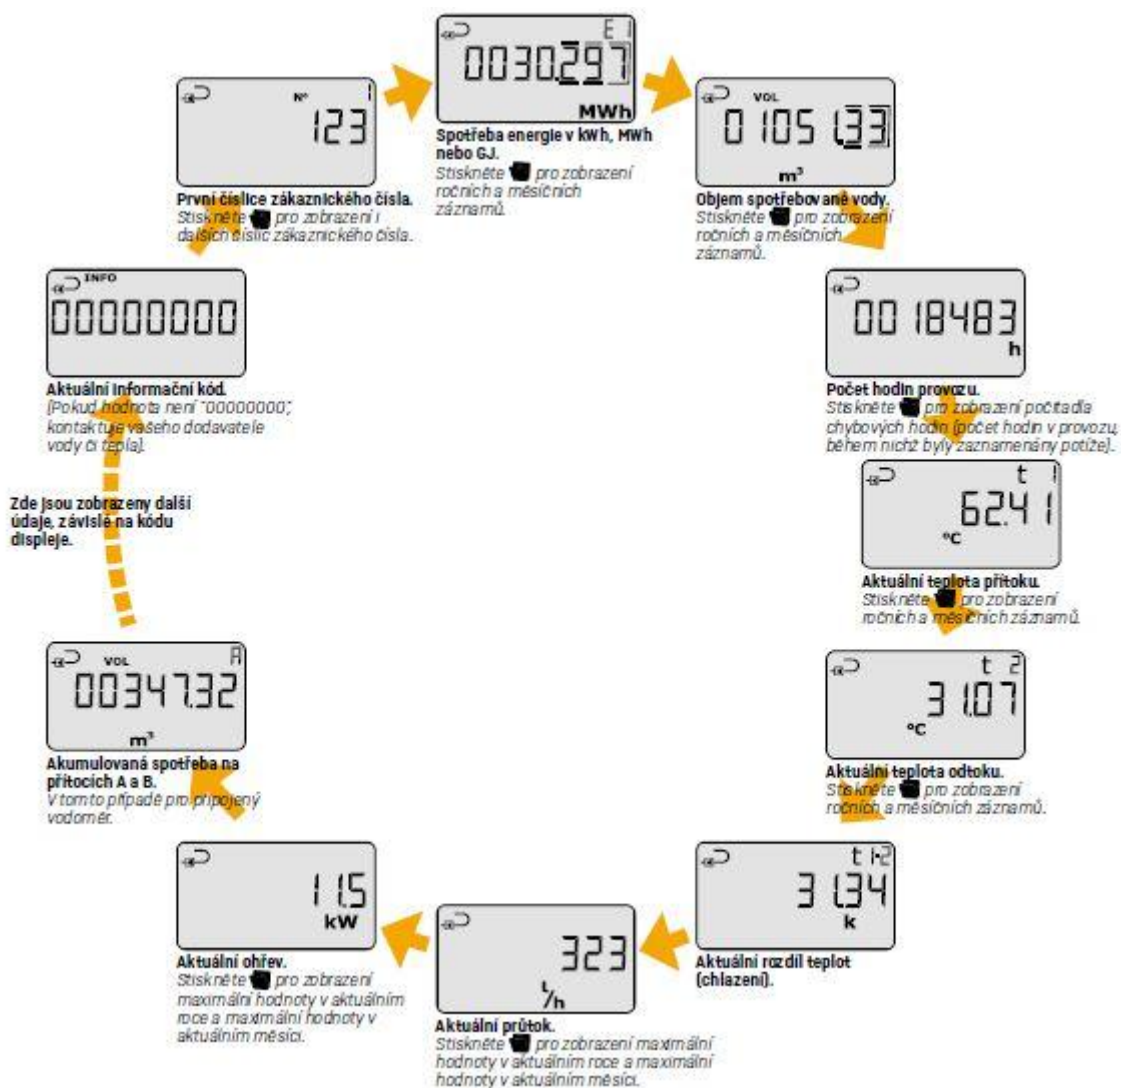 E1
0030.297
MWh
Spotřeba energie v kWh, MWh
nebo GJ.
Stiskněte pro zobrazení
ročních a měsíčních
záznamů.
VOL
01051.33
m³
Objem spotřebované vody.
Stiskněte pro zobrazení
ročních a měsíčních
záznamů.
0018483
h
Počet hodin provozu.
Stiskněte pro zobrazení počítadla
chybových hodin (počet hodin v provozu,
během nichž byly zaznamenány potíže).
t 1
62.41
°C
Aktuální teplota přítoku.
Stiskněte pro zobrazení
ročních a měsíčních záznamů.
t 2
31.07
°C
Aktuální teplota odtoku.
Stiskněte pro zobrazení
ročních a měsíčních záznamů.
t 1-2
31.34
k
Aktuální rozdíl teplot
(chlazení).
323
l/h
Aktuální průtok.
Stiskněte pro zobrazení maximální
hodnoty v aktuálním roce a maximální
hodnoty v aktuálním měsíci.
11.5
kW
Aktuální ohřev.
Stiskněte pro zobrazení
maximální hodnoty v aktuálním
roce a maximální hodnoty v
aktuálním měsíci.
VOL A
00347.32
m³
Akumulovaná spotřeba na
přítocích A a B.
V tomto případě pro připojený
vodoměr.
Zde jsou zobrazeny další
údaje, závislé na kódu
displeje.
INFO
00000000
Aktuální informační kód.
(Pokud hodnota není "00000000",
kontaktuje vašeho dodavatele
vody či tepla).
N° 1
123
První číslice zákaznického čísla.
Stiskněte pro zobrazení i
dalších číslic zákaznického čísla.